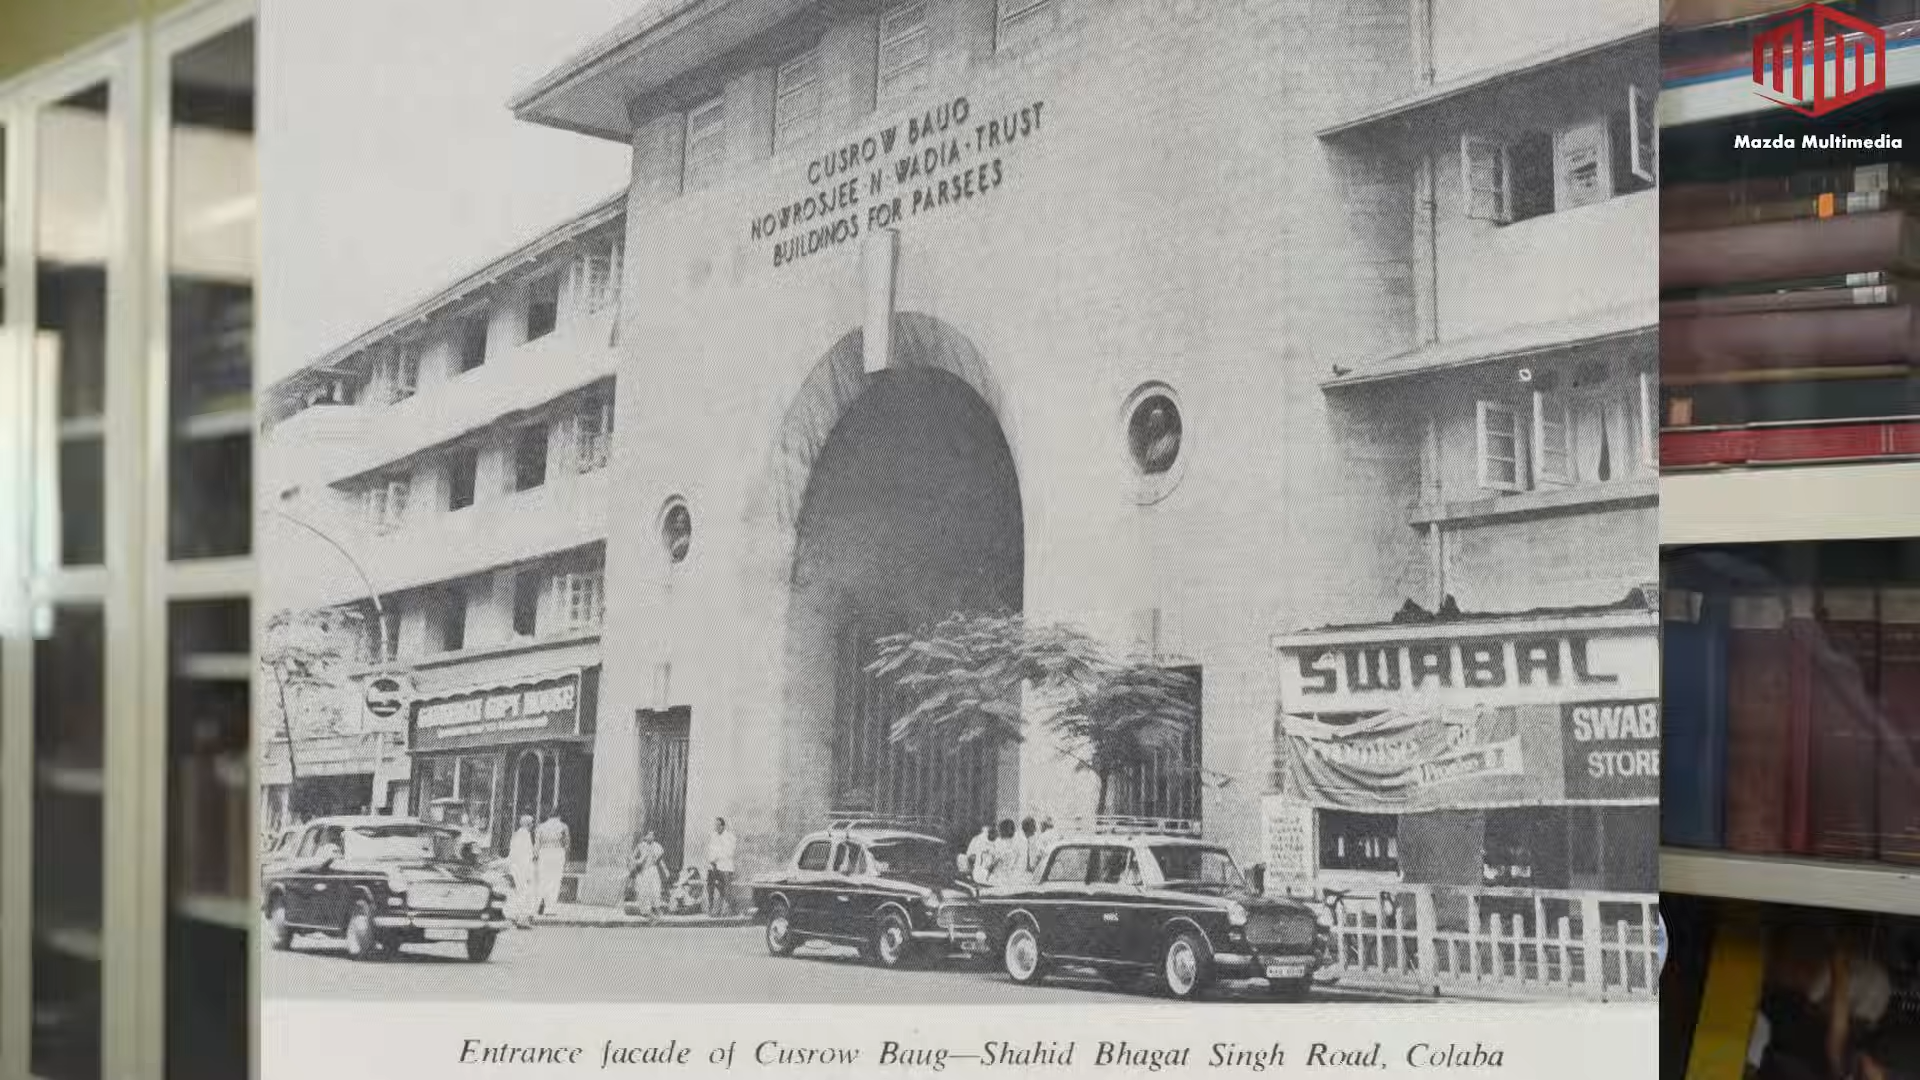 Mazda Multimedia
CUSROW BAUG
NOWROSJEE·N·WADIA·TRUST
BUILDINGS FOR PARSEES
SWABAL
SWAB
STORE
Entrance facade of Cusrow Baug—Shahid Bhagat Singh Road, Colaba